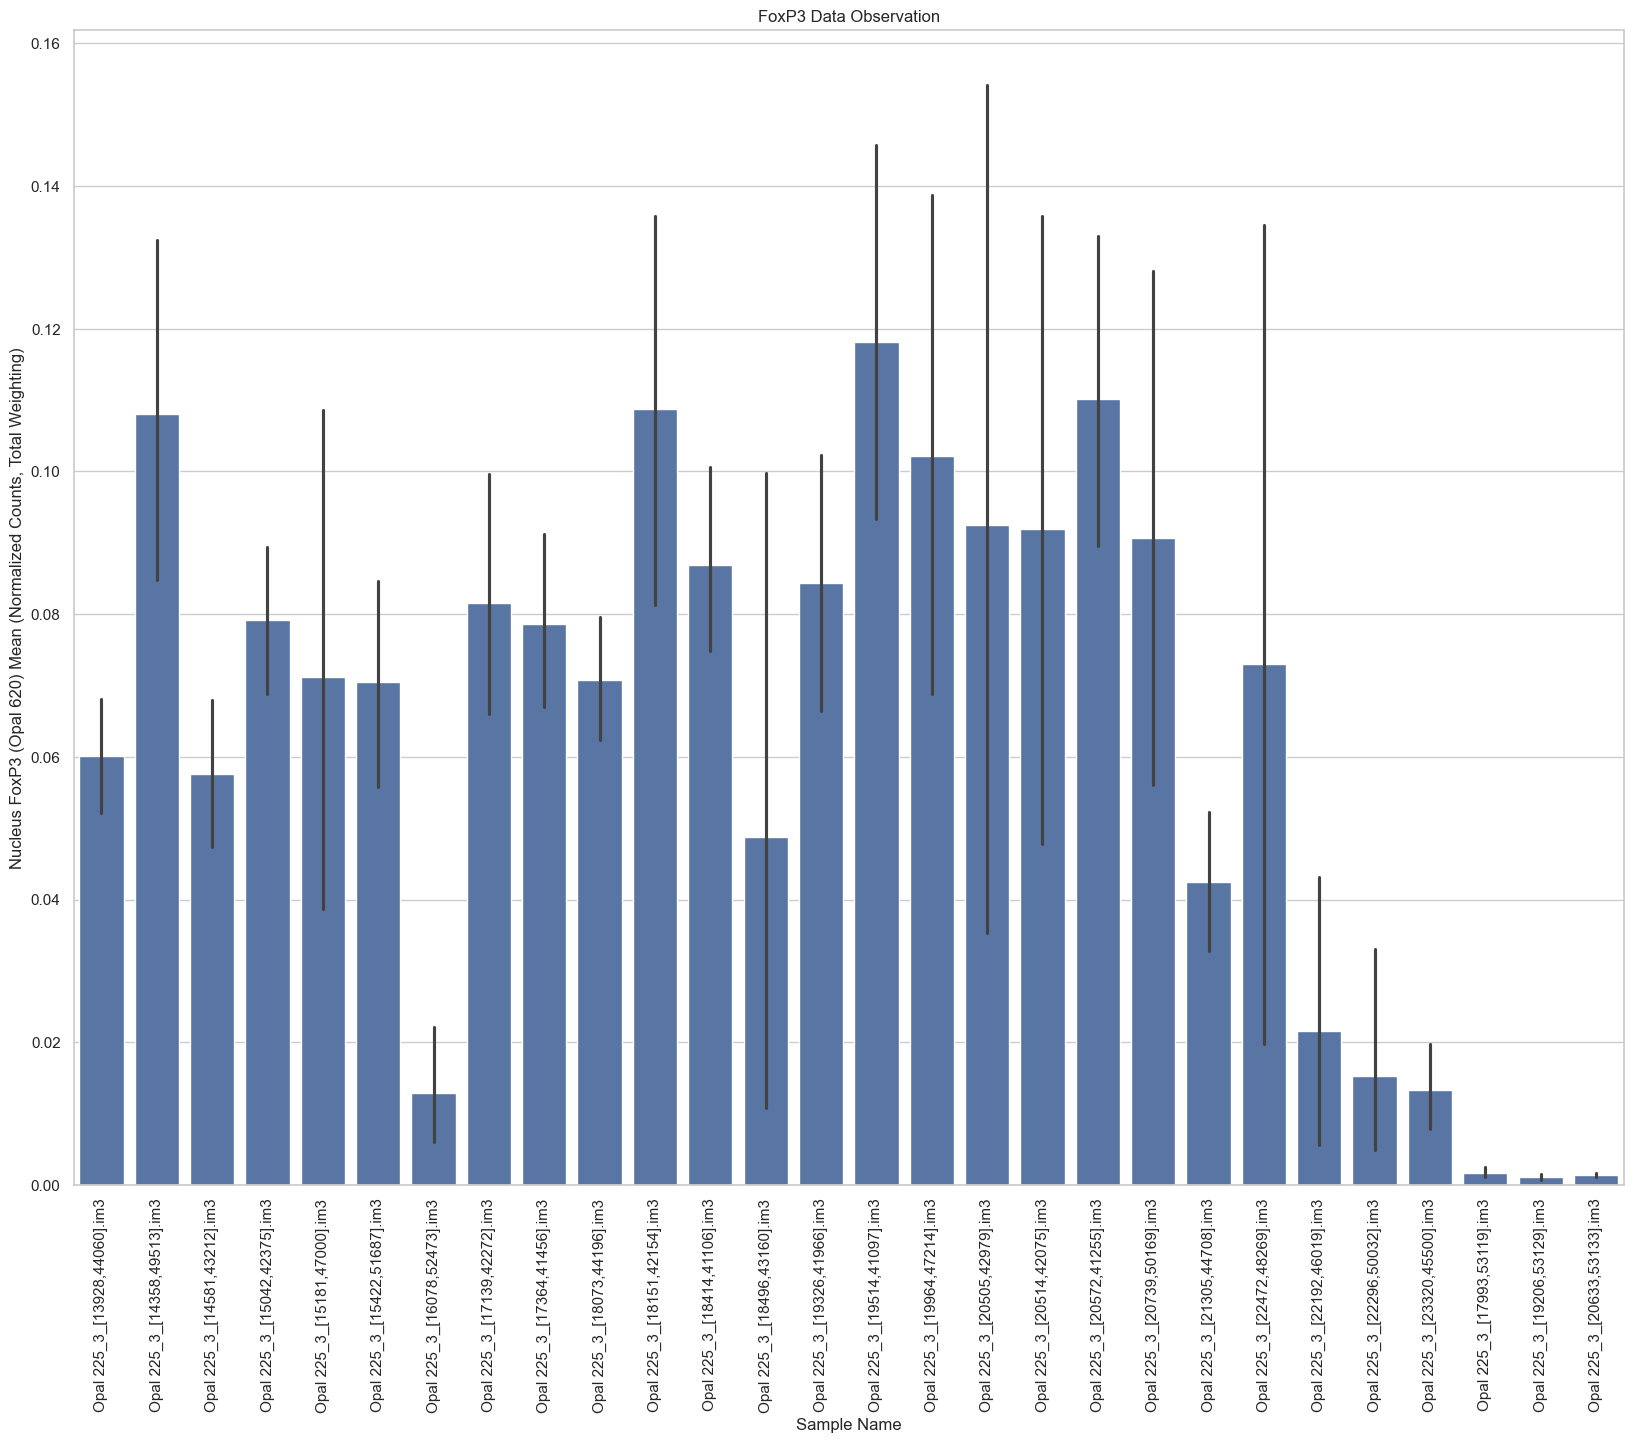 FoxP3 Data Observation
Nucleus FoxP3 (Opal 620) Mean (Normalized Counts, Total Weighting)
0.16
0.14
0.12
0.10
0.08
0.06
0.04
0.02
0.00
Opal 225_3_[13928,44060].im3
Opal 225_3_[14358,49513].im3
Opal 225_3_[14581,43212].im3
Opal 225_3_[15042,42375].im3
Opal 225_3_[15181,47000].im3
Opal 225_3_[15422,51687].im3
Opal 225_3_[16078,52473].im3
Opal 225_3_[17139,42272].im3
Opal 225_3_[17364,41456].im3
Opal 225_3_[18073,44196].im3
Opal 225_3_[18151,42154].im3
Opal 225_3_[18414,41106].im3
Opal 225_3_[18496,43160].im3
Opal 225_3_[19326,41966].im3
Opal 225_3_[19514,41097].im3
Opal 225_3_[19964,47214].im3
Opal 225_3_[20505,42979].im3
Opal 225_3_[20514,42075].im3
Opal 225_3_[20572,41255].im3
Opal 225_3_[20739,50169].im3
Opal 225_3_[21305,44708].im3
Opal 225_3_[22472,48269].im3
Opal 225_3_[22192,46019].im3
Opal 225_3_[22296,50032].im3
Opal 225_3_[23320,45500].im3
Opal 225_3_[17993,53119].im3
Opal 225_3_[19206,53129].im3
Opal 225_3_[20633,53133].im3
Sample Name